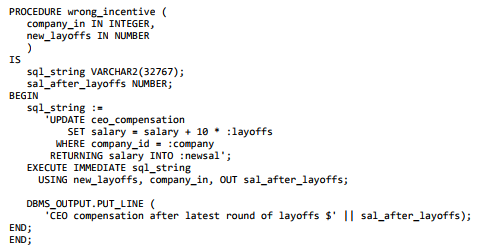 PROCEDURE wrong_incentive (
company_in IN INTEGER,
new_layoffs IN NUMBER
)
IS
sql_string VARCHAR2(32767);
sal_after_layoffs NUMBER;
BEGIN
sql_string :=
'UPDATE ceo_compensation
SET salary = salary + 10 * :layoffs
WHERE company_id = :company
RETURNING salary INTO :newsal';
EXECUTE IMMEDIATE sql_string
USING new_layoffs, company_in, OUT sal_after_layoffs;
DBMS_OUTPUT.PUT_LINE (
'CEO compensation after latest round of layoffs $' || sal_after_layoffs);
END;
END;